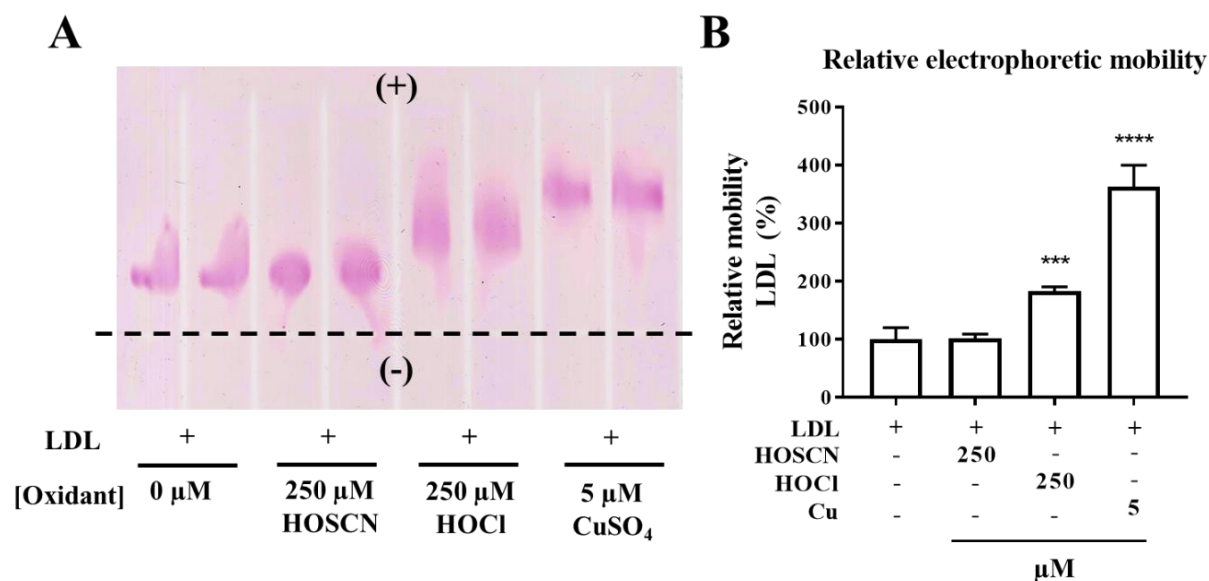 A
(+)
(-)
LDL + + + +
[Oxidant] 0 µM 250 µM 250 µM 5 µM
HOSCN HOCl CuSO₄
B
Relative electrophoretic mobility
Relative mobility
LDL (%)
500
400
300
200
100
0
***
****
LDL + + + +
HOSCN - 250 - -
HOCl - - 250 -
Cu - - - 5
µM